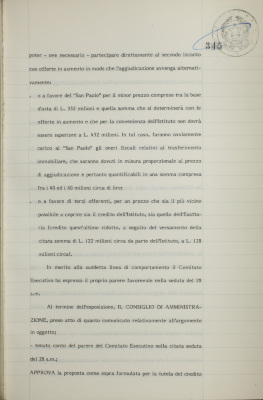 345
poter - ove necessario - partecipare direttamente al secondo incanto
con offerte in aumento in modo che l'aggiudicazione avvenga alternati-
vamente:
. o a favore del "San Paolo" per il minor prezzo compreso tra la base
d'asta di L. 352 milioni e quella somma che si determinerà con le
offerte in aumento e che per la convenienza dell'Istituto non dovrà
essere superiore a L. 452 milioni. In tal caso, faranno ovviamente
carico al "San Paolo" gli oneri fiscali relativi al trasferimento
immobiliare, che saranno dovuti in misura proporzionale al prezzo
di aggiudicazione e pertanto quantificabili in una somma compresa
fra i 40 ed i 60 milioni circa di lire;
. o a favore di terzi offerenti, per un prezzo che sia il più vicino
possibile a coprire sia il credito dell'Istituto, sia quello
(credito quest'ultimo ridotto, a seguito del versamento della
citata somma di L. 122 milioni circa da parte dell'Istituto, a L. 128
milioni circa).
In merito alla suddetta linea di comportamento il Comitato
Esecutivo ha espresso il proprio parere favorevole nella seduta del 28
s.m.
Al termine dell'esposizione, IL CONSIGLIO DI AMMINISTRA-
ZIONE, preso atto di quanto comunicato relativamente all'argomento
in oggetto;
- tenuto conto del parere del Comitato Esecutivo nella citata seduta
del 28 s.m.;
APPROVA la proposta come sopra formulata per la tutela del credito